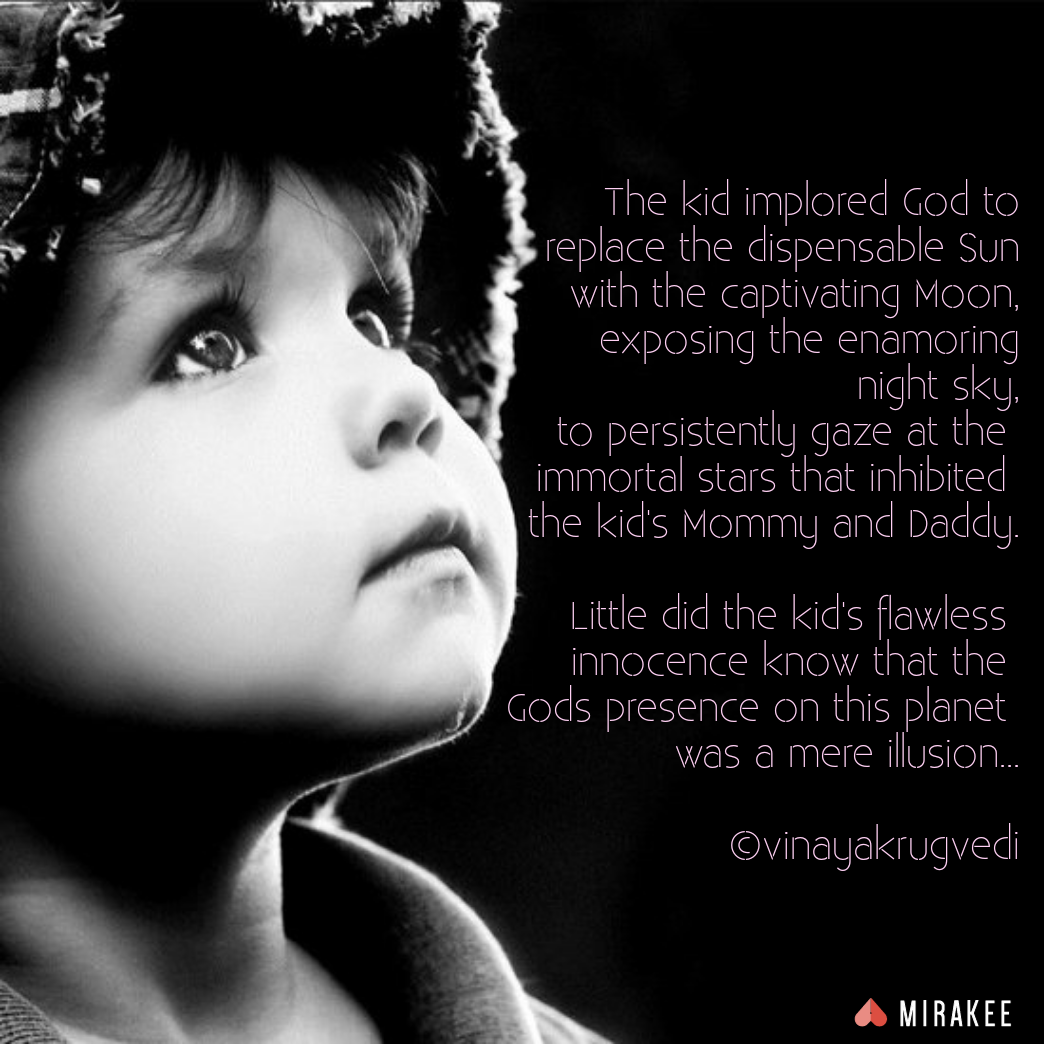 The kid implored God to
replace the dispensable Sun
with the captivating Moon,
exposing the enamoring
night sky,
to persistently gaze at the
immortal stars that inhibited
the kid's Mommy and Daddy.
Little did the kid's flawless
innocence know that the
Gods presence on this planet
was a mere illusion...
©vinayakrugvedi
MIRAKEE